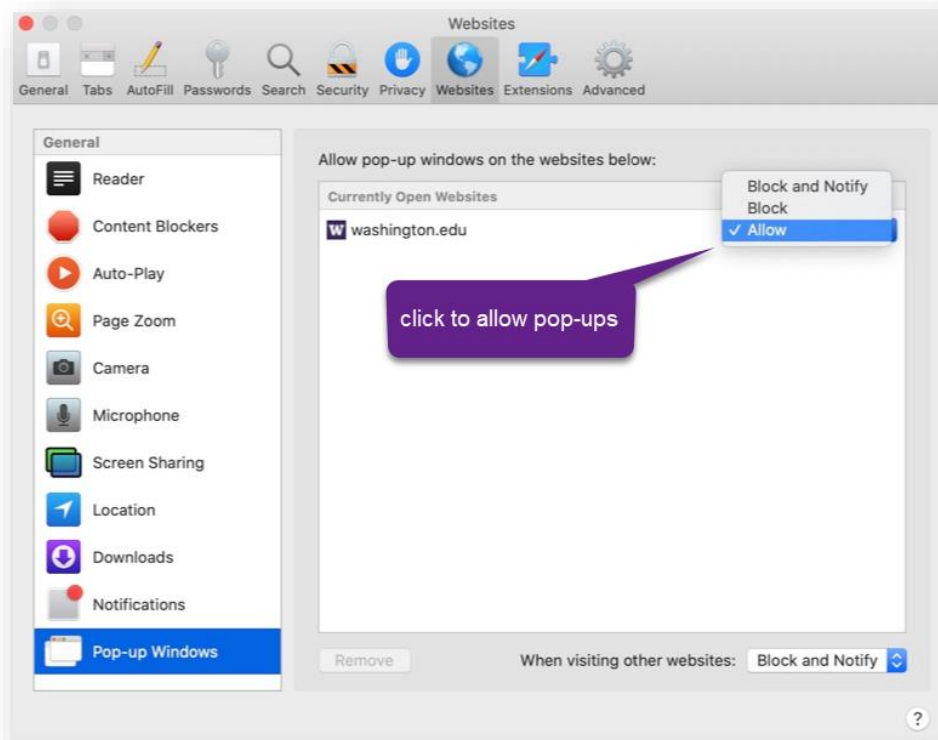 Websites
General Tabs AutoFill Passwords Search Security Privacy Websites Extensions Advanced
General
Reader
Content Blockers
Auto-Play
Page Zoom
Camera
Microphone
Screen Sharing
Location
Downloads
Notifications
Pop-up Windows
Allow pop-up windows on the websites below:
Currently Open Websites
W washington.edu
Block and Notify
Block
✓ Allow
click to allow pop-ups
Remove
When visiting other websites: Block and Notify
?